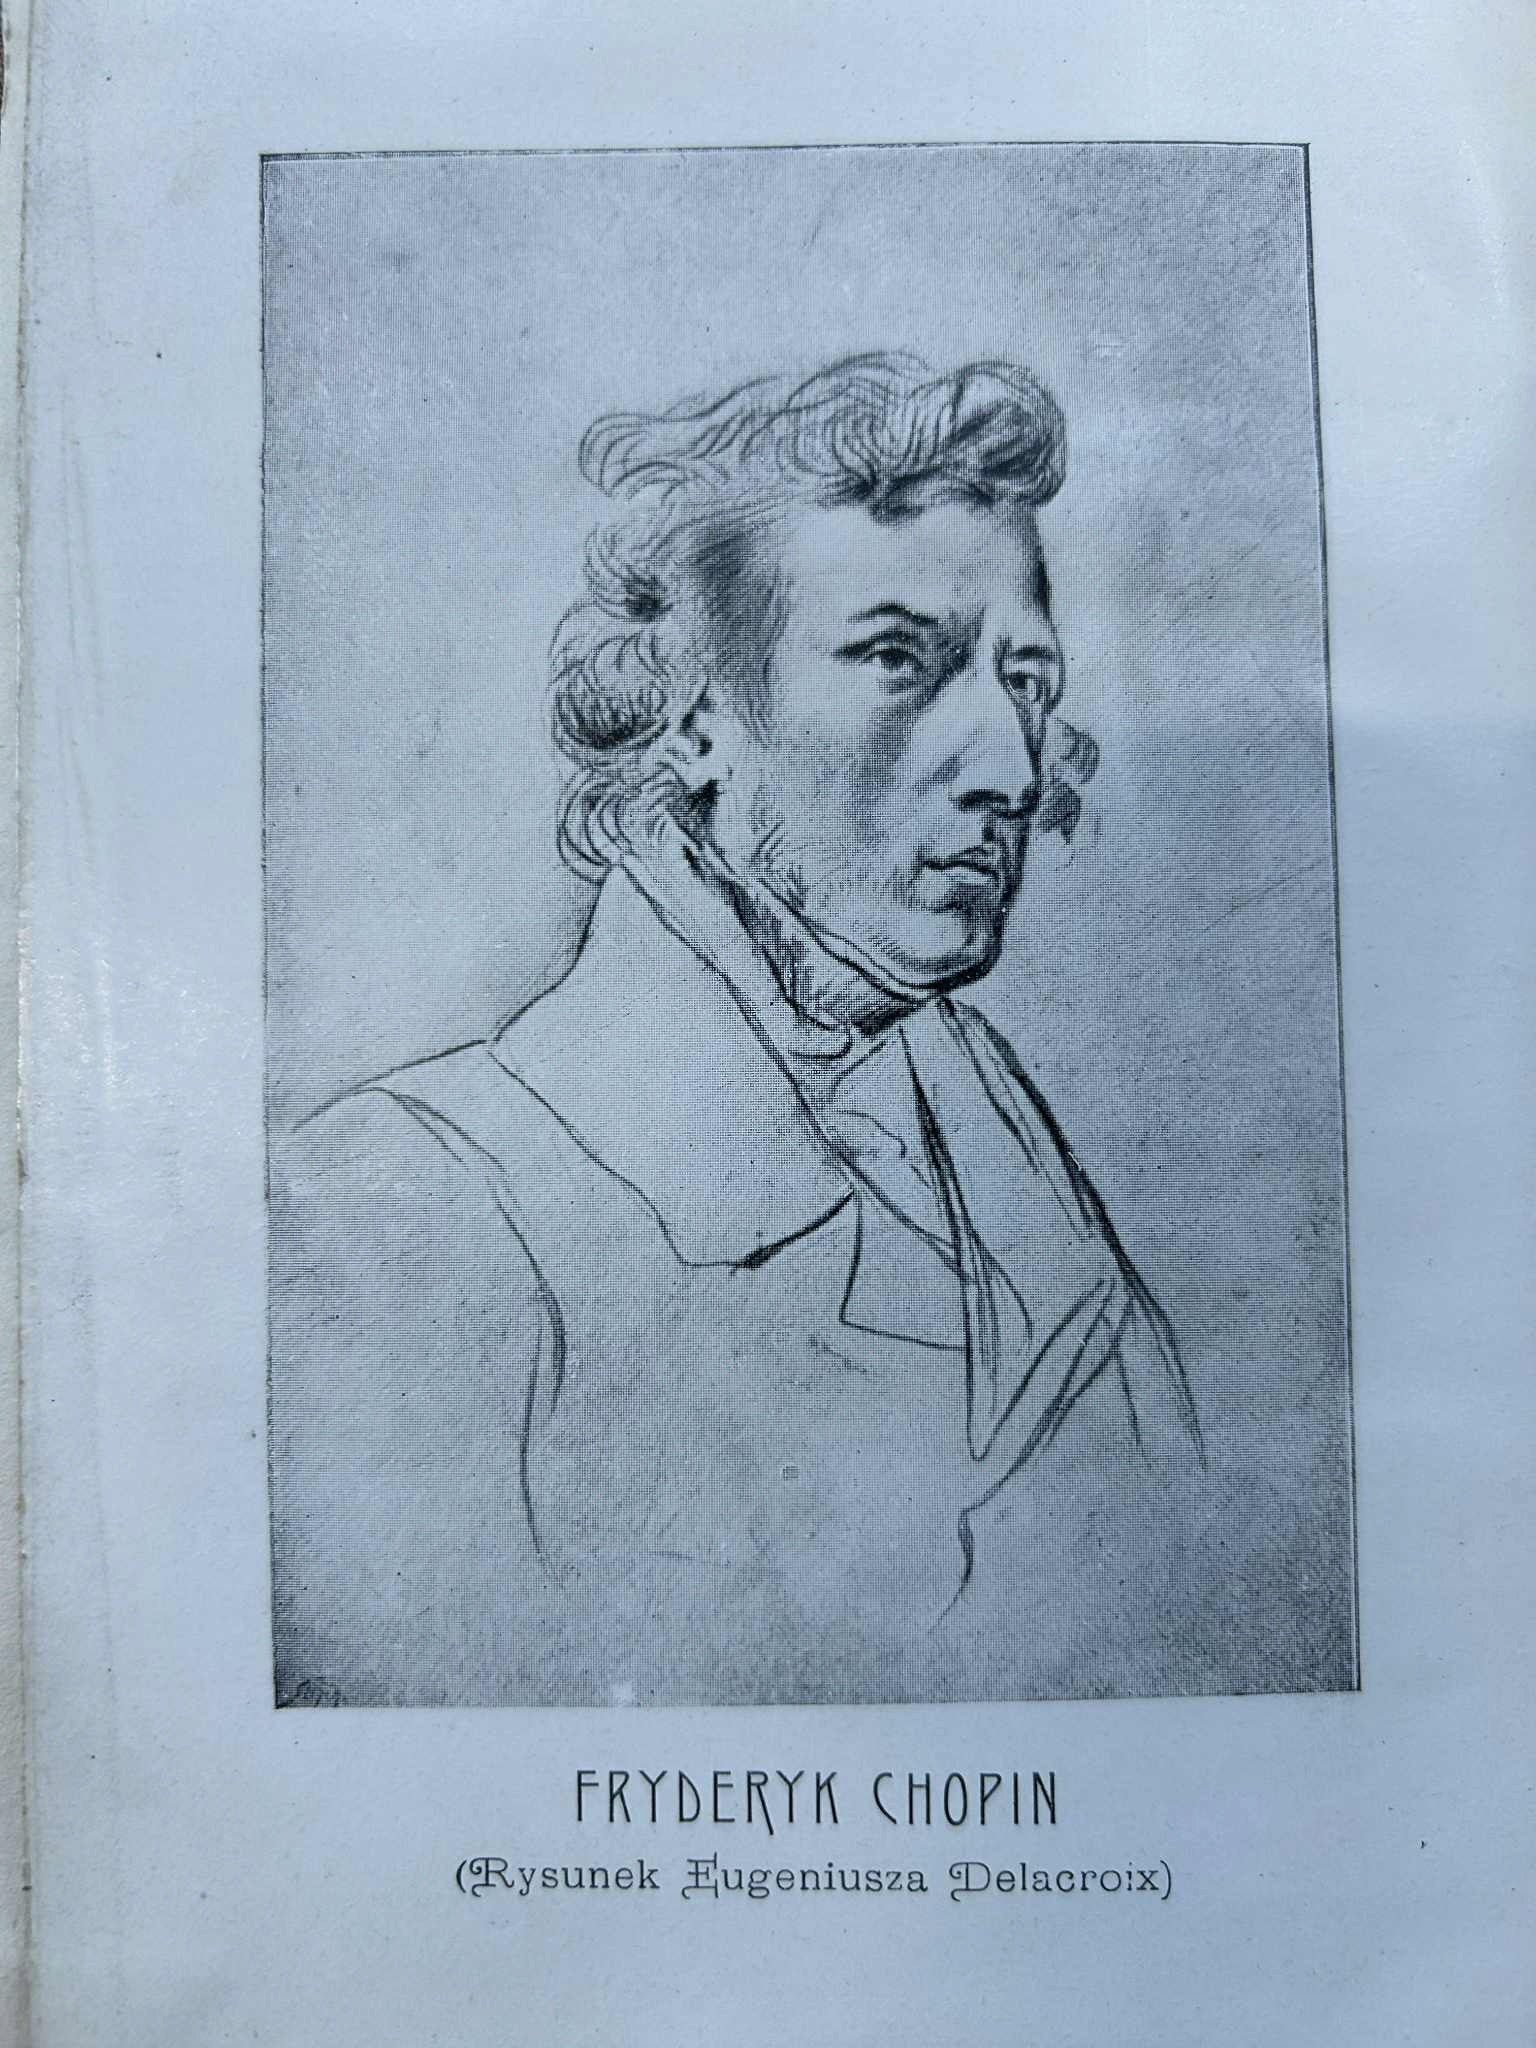 FRYDERYK CHOPIN
(Rysunek Eugeniusza Delacroix)